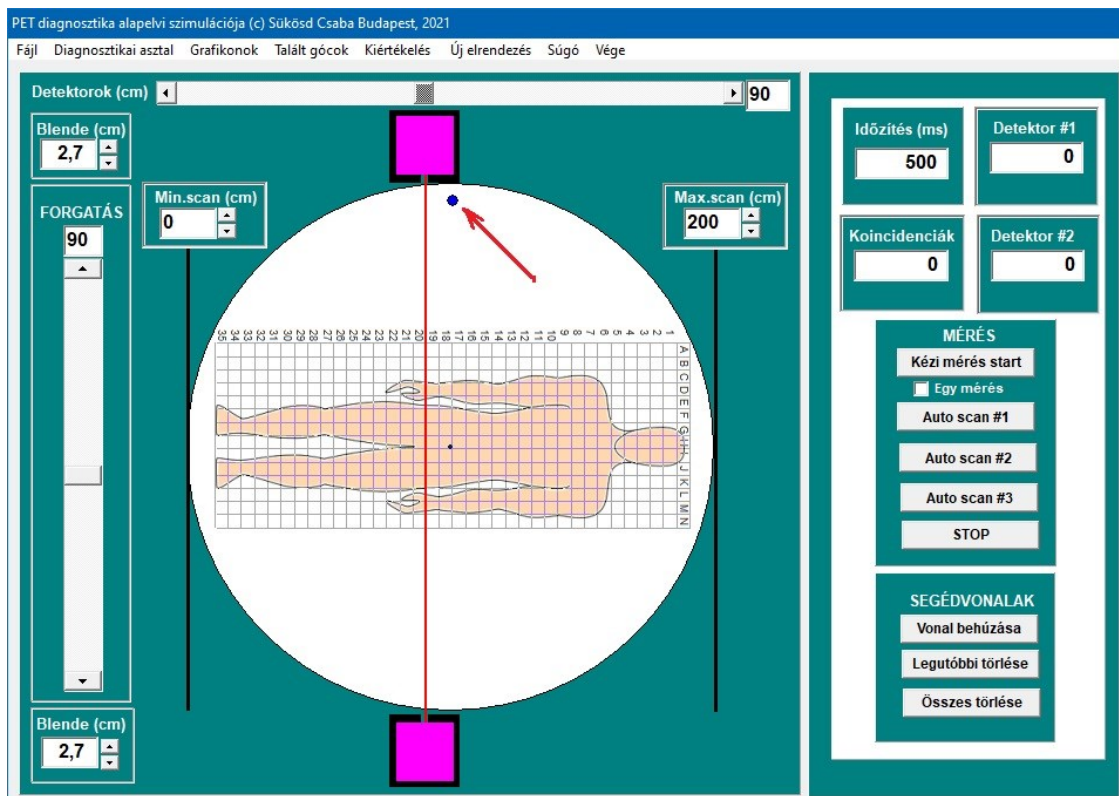 PET diagnosztika alapelvi szimulációja (c) Sükösd Csaba Budapest, 2021
Fájl Diagnosztikai asztal Grafikonok Talált gócok Kiértékelés Új elrendezés Súgó Vége
Detektorok (cm) 90
Blende (cm)
2,7
FORGATÁS
90
Min.scan (cm)
0
Max.scan (cm)
200
35 34 33 32 31 30 29 28 27 26 25 24 23 22 21 20 19 18 17 16 15 14 13 12 11 10 9 8 7 6 5 4 3 2 1
A
B
C
D
E
F
G
H
I
J
K
L
M
N
Blende (cm)
2,7
Időzítés (ms)
500
Detektor #1
0
Koincidenciák
0
Detektor #2
0
MÉRÉS
Kézi mérés start
Egy mérés
Auto scan #1
Auto scan #2
Auto scan #3
STOP
SEGÉDVONALAK
Vonal behúzása
Legutóbbi törlése
Összes törlése